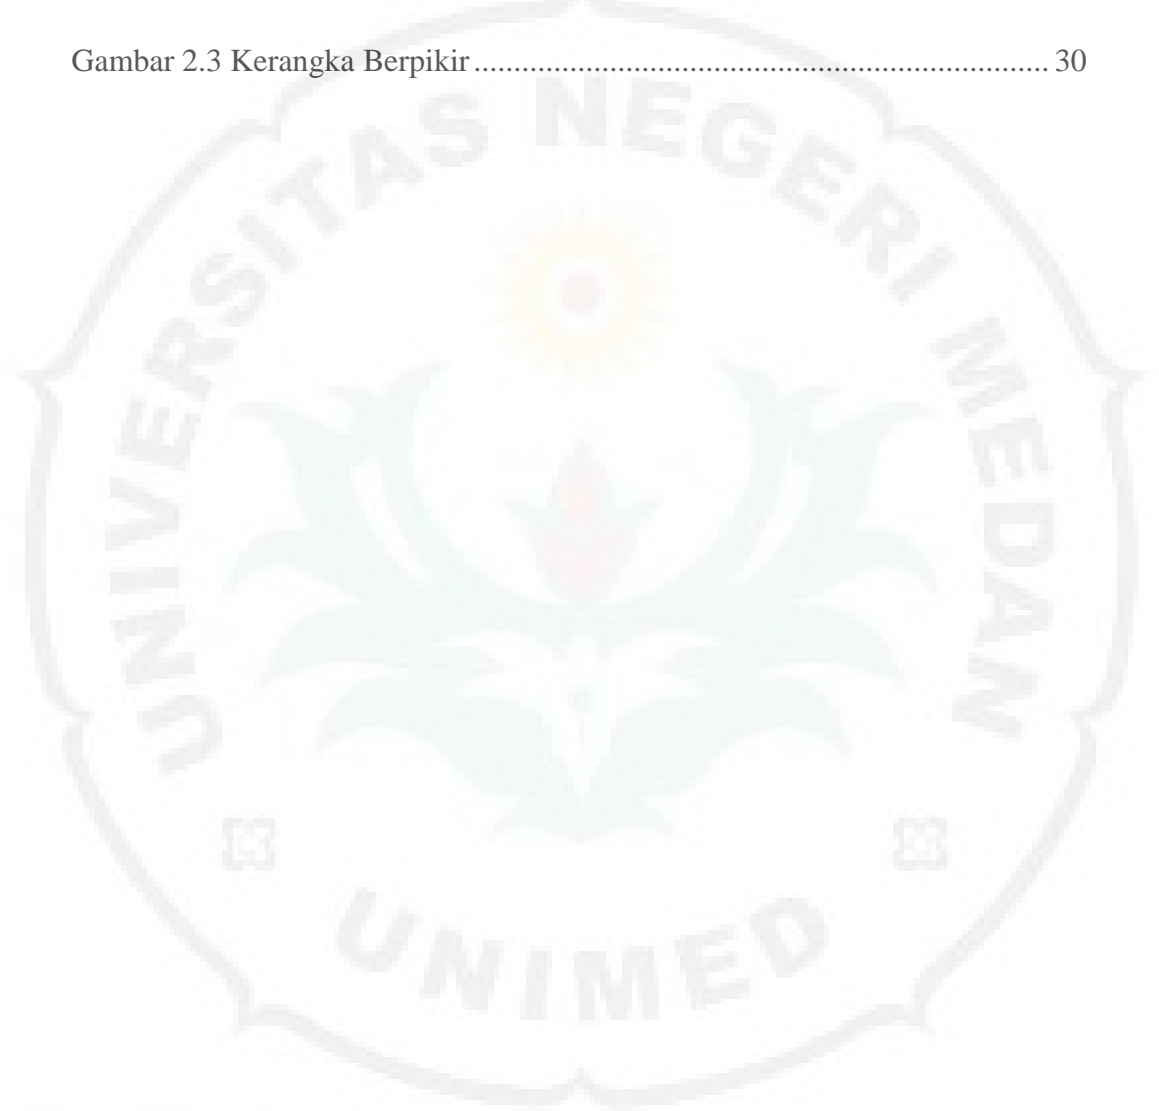 Gambar 2.3 Kerangka Berpikir.............................................................................. 30
UNIVERSITAS NEGERI MEDAN
UNIMED